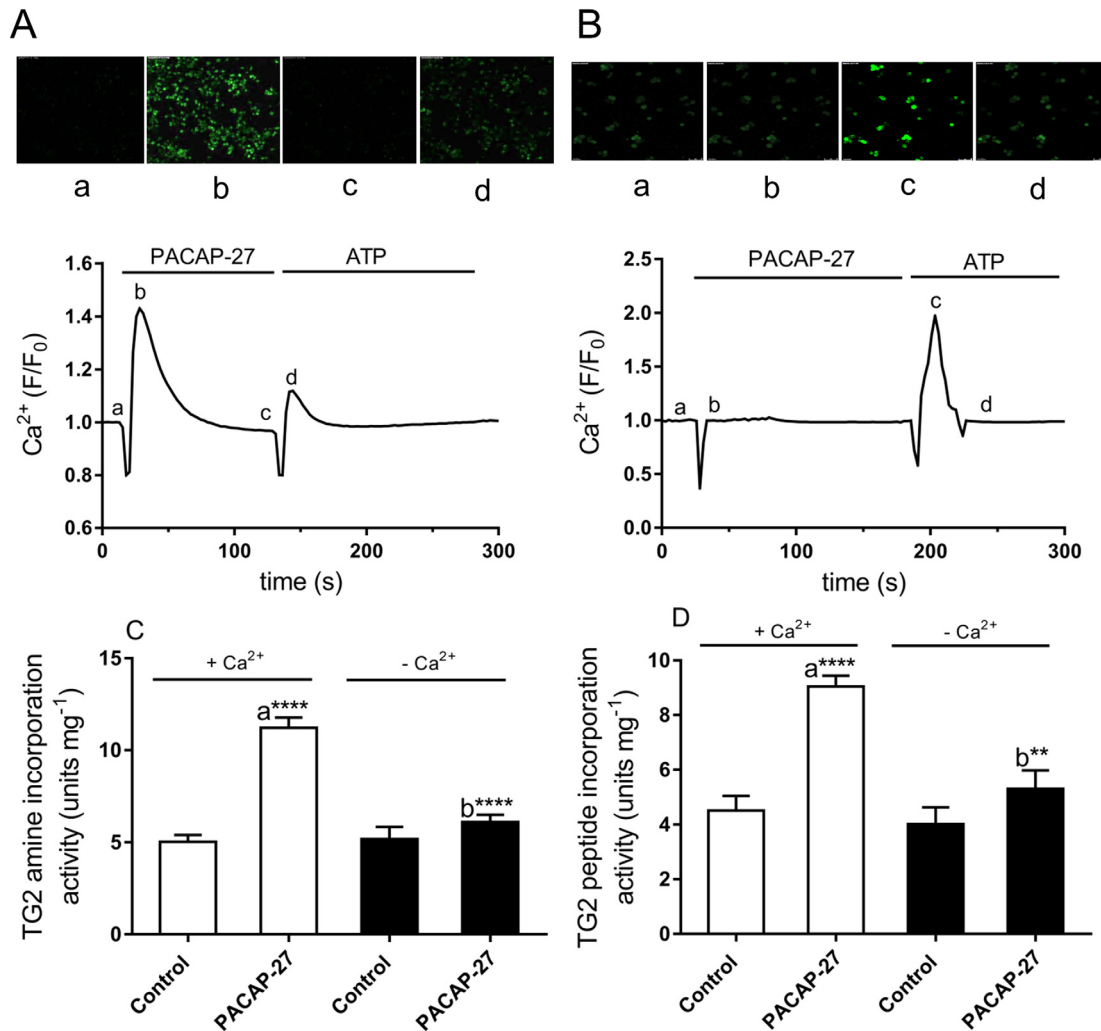 A
B
a b c d
a b c d
PACAP-27 ATP
Ca²⁺ (F/F₀)
1.6
1.4
1.2
1.0
0.8
0.6
a b c d
0 100 200 300
time (s)
PACAP-27 ATP
Ca²⁺ (F/F₀)
2.5
2.0
1.5
1.0
0.5
0.0
a b c d
0 100 200 300
time (s)
C
+ Ca²⁺ - Ca²⁺
TG2 amine incorporation
activity (units mg⁻¹)
15
10
5
0
a****
b****
Control PACAP-27 Control PACAP-27
D
+ Ca²⁺ - Ca²⁺
TG2 peptide incorporation
activity (units mg⁻¹)
10
8
6
4
2
0
a****
b**
Control PACAP-27 Control PACAP-27